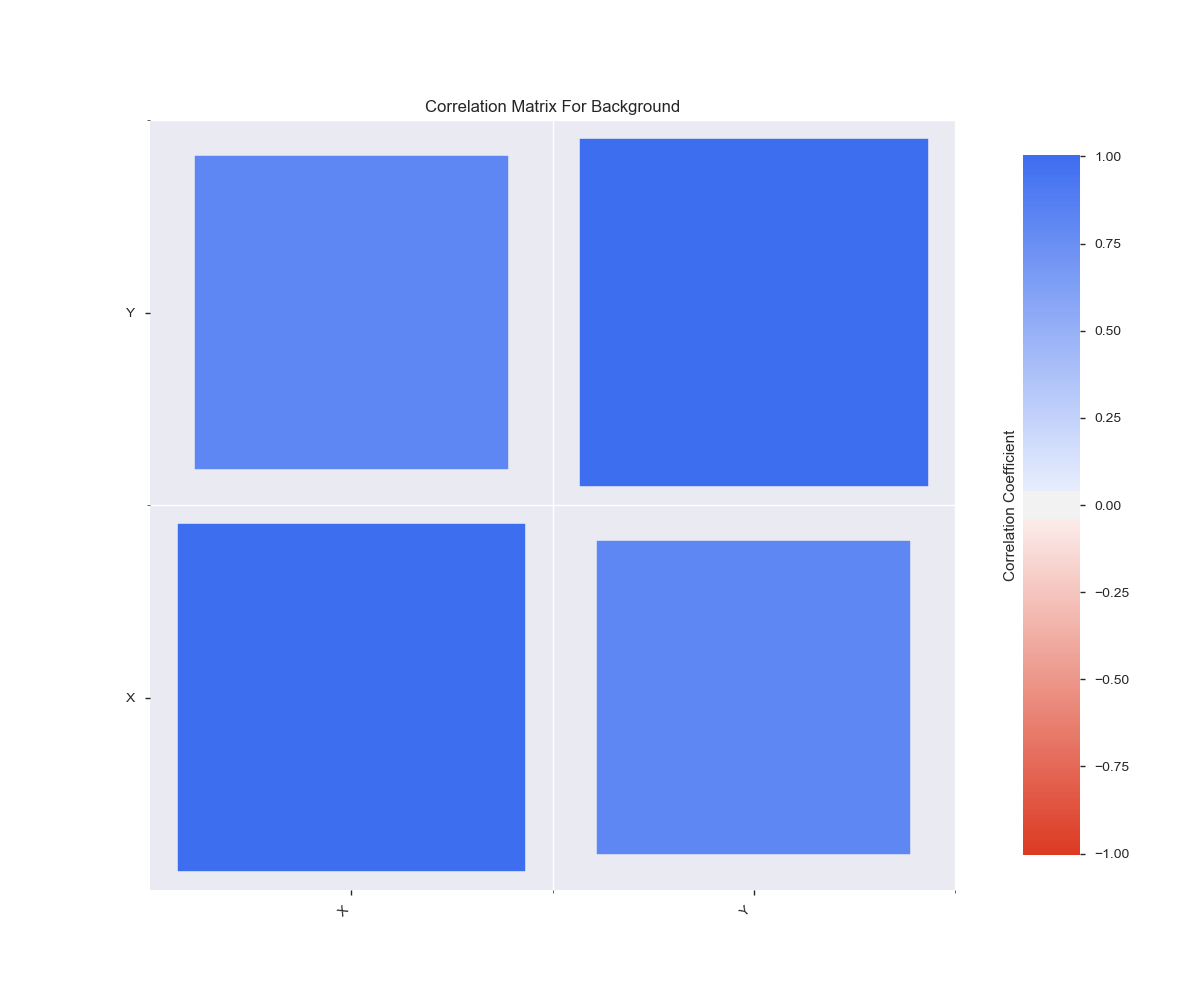 Correlation Matrix For Background
Y
X
X
Y
Correlation Coefficient
1.00
0.75
0.50
0.25
0.00
−0.25
−0.50
−0.75
−1.00